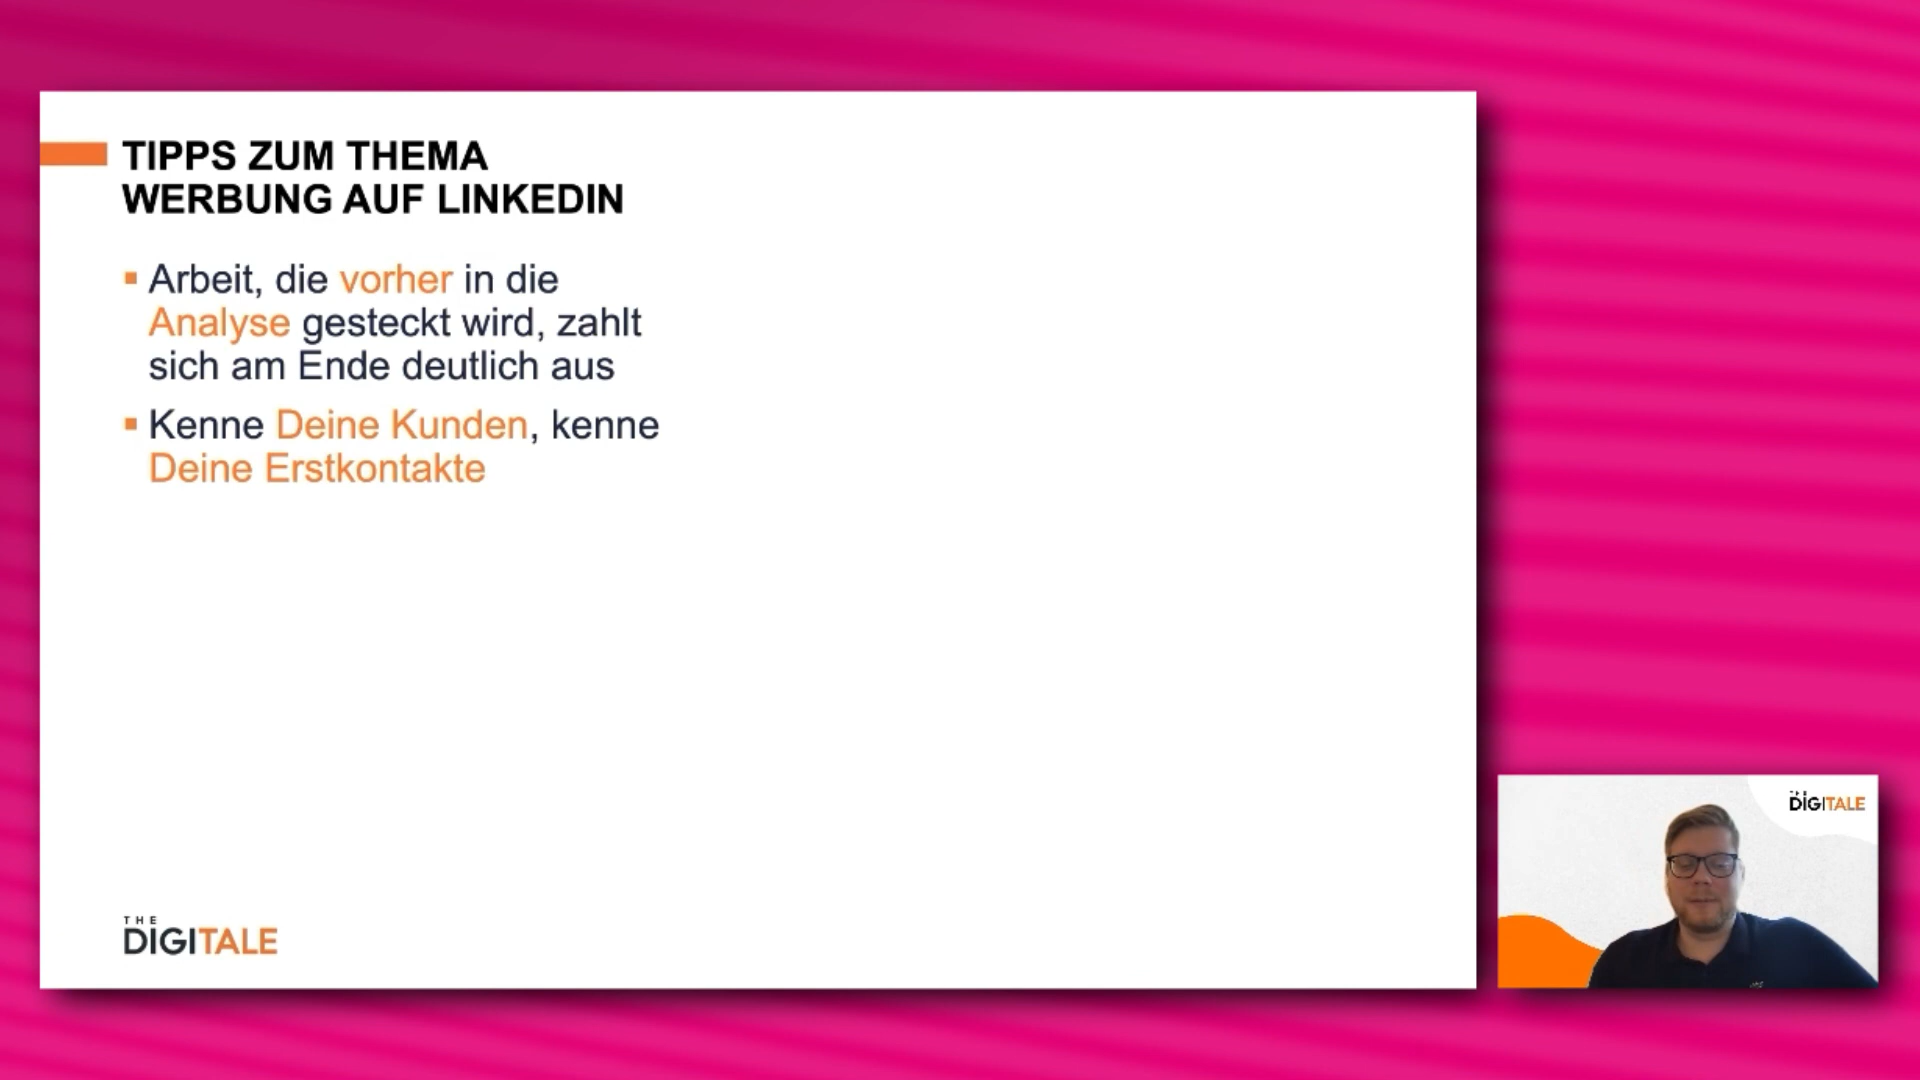 TIPPS ZUM THEMA
WERBUNG AUF LINKEDIN
Arbeit, die vorher in die
Analyse gesteckt wird, zahlt
sich am Ende deutlich aus
Kenne Deine Kunden, kenne
Deine Erstkontakte
THE
DIGITALE
DIGITALE